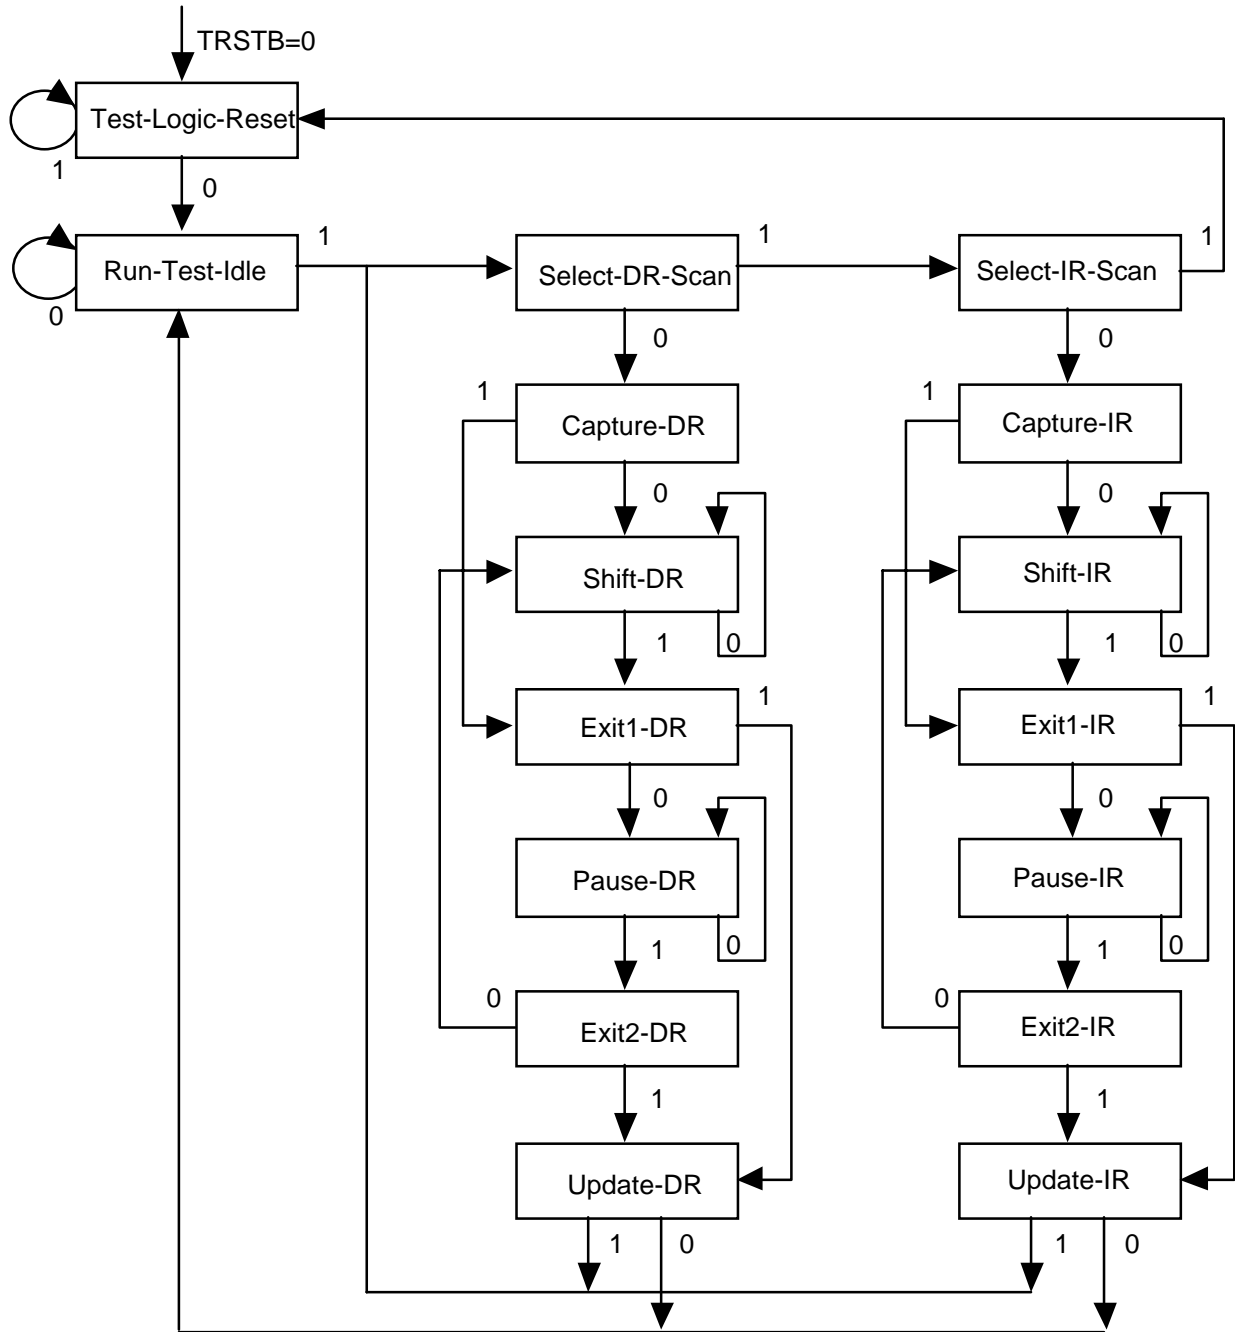 TRSTB=0
Test-Logic-Reset
1
0
Run-Test-Idle
1
0
Select-DR-Scan
1
Select-IR-Scan
1
0
0
1
Capture-DR
1
Capture-IR
0
0
Shift-DR
Shift-IR
1
0
1
0
Exit1-DR
1
Exit1-IR
1
0
0
Pause-DR
Pause-IR
1
0
1
0
0
Exit2-DR
0
Exit2-IR
1
1
Update-DR
Update-IR
1
0
1
0